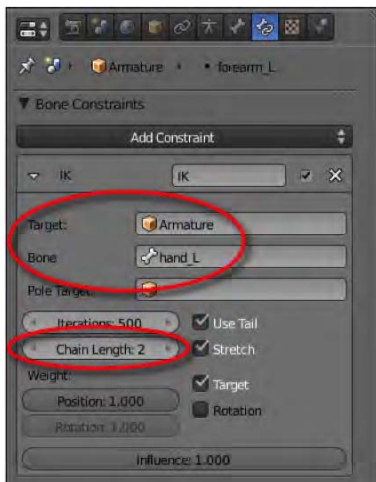 Armature forearm_L
Bone Constraints
Add Constraint
IK IK
Target: Armature
Bone hand_L
Pole Target:
Iterations: 500 Use Tail
Chain Length: 2 Stretch
Weight: Target
Position: 1.000 Rotation
Rotation: 1.000
Influence: 1.000